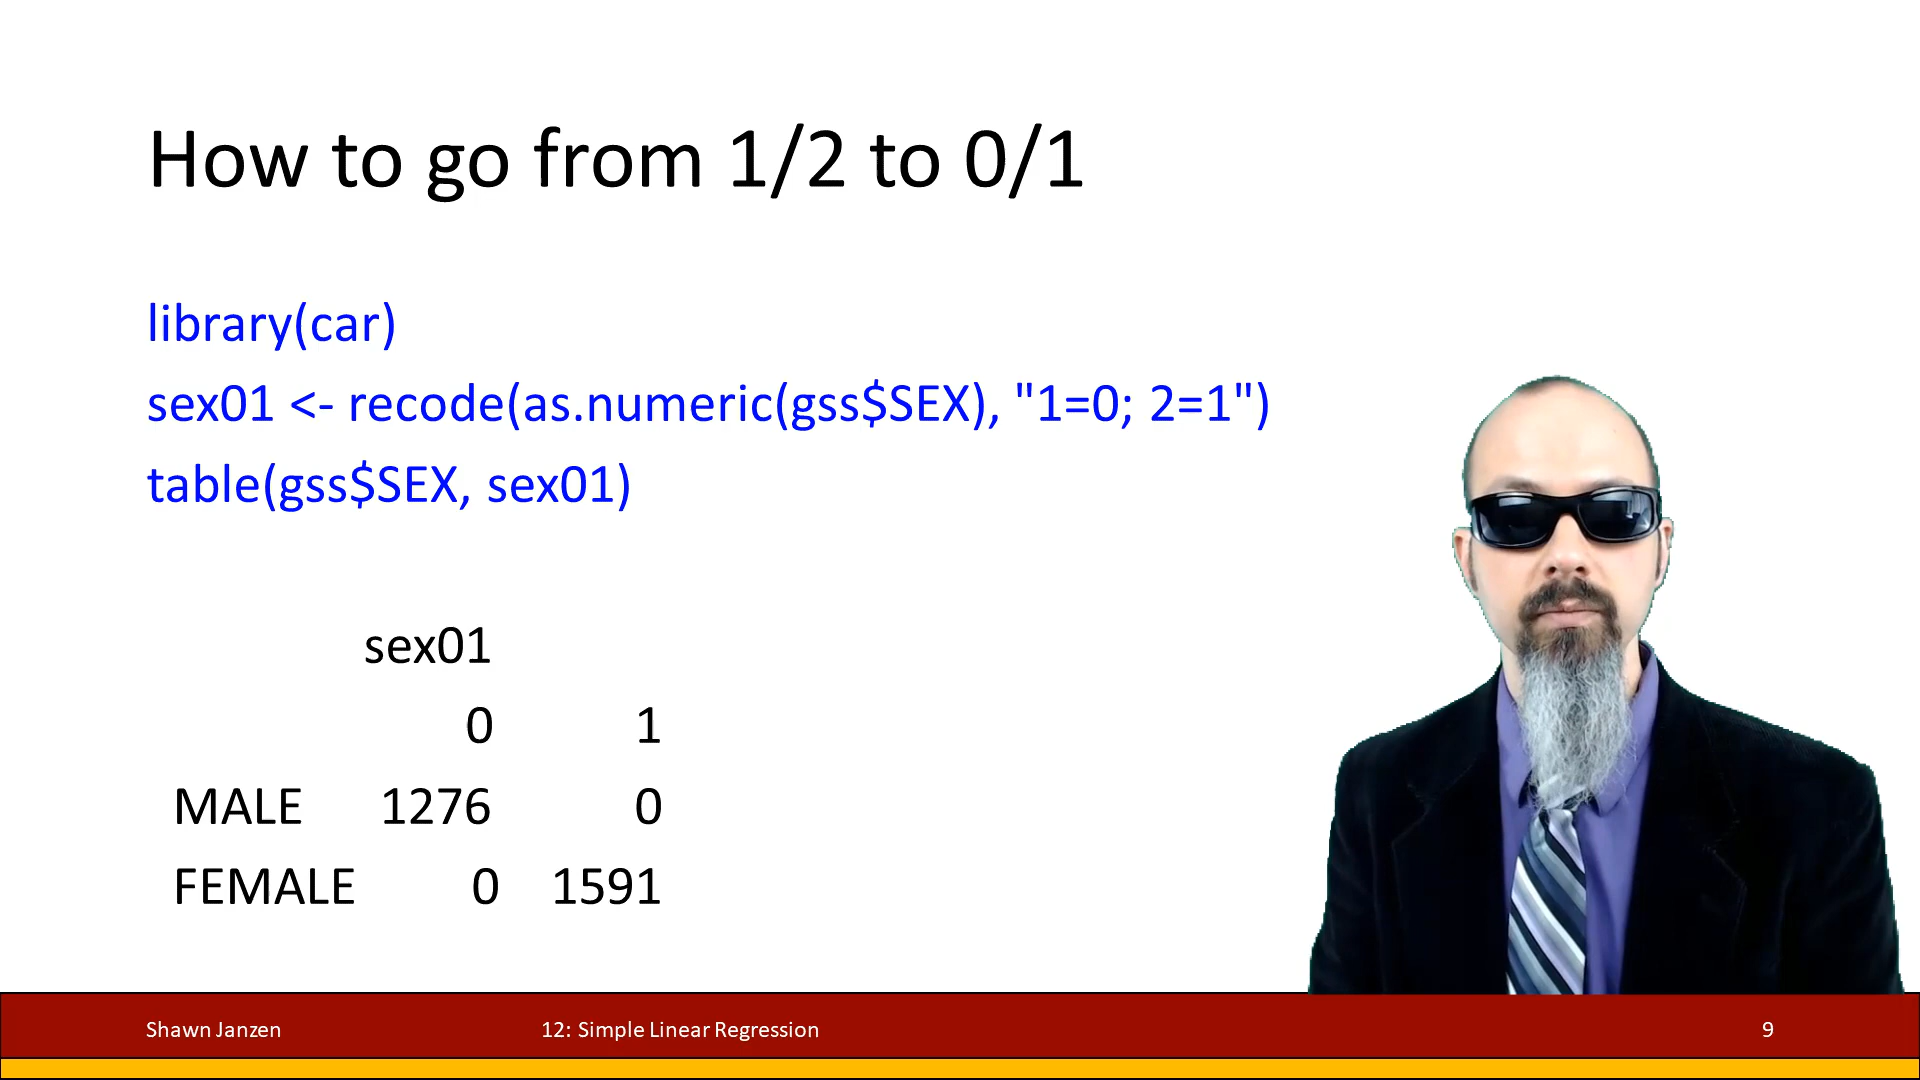 How to go from 1/2 to 0/1
library(car)
sex01 <- recode(as.numeric(gss$SEX), "1=0; 2=1")
table(gss$SEX, sex01)
sex01
0 1
MALE 1276 0
FEMALE 0 1591
Shawn Janzen 12: Simple Linear Regression 9